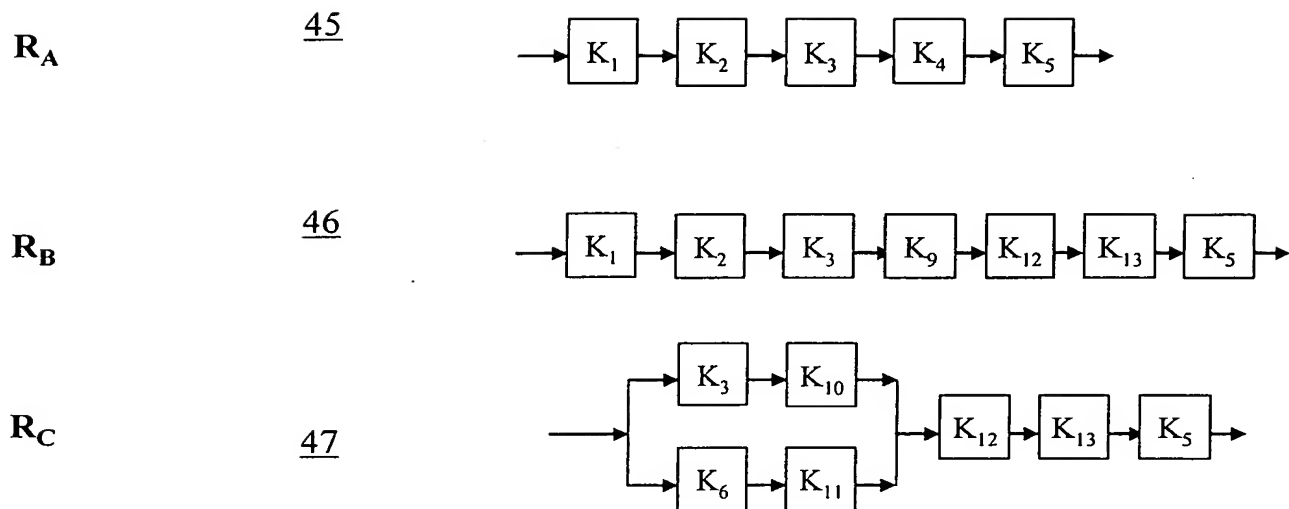 R_A 45 K_1 K_2 K_3 K_4 K_5
R_B 46 K_1 K_2 K_3 K_9 K_12 K_13 K_5
K_3 K_10
R_C 47 K_12 K_13 K_5
K_6 K_11